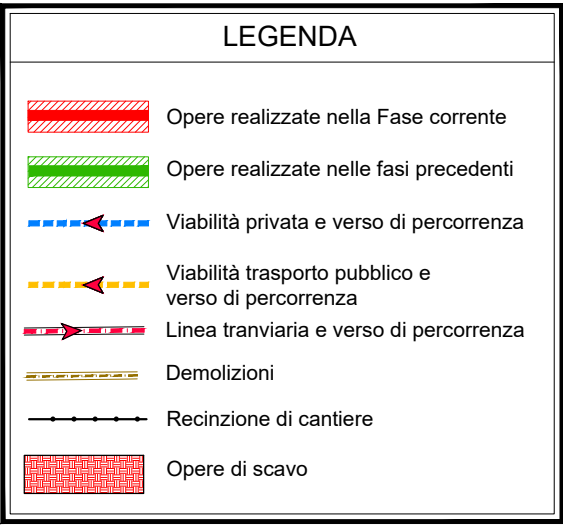 LEGENDA
Opere realizzate nella Fase corrente
Opere realizzate nelle fasi precedenti
Viabilità privata e verso di percorrenza
Viabilità trasporto pubblico e
verso di percorrenza
Linea tranviaria e verso di percorrenza
Demolizioni
Recinzione di cantiere
Opere di scavo